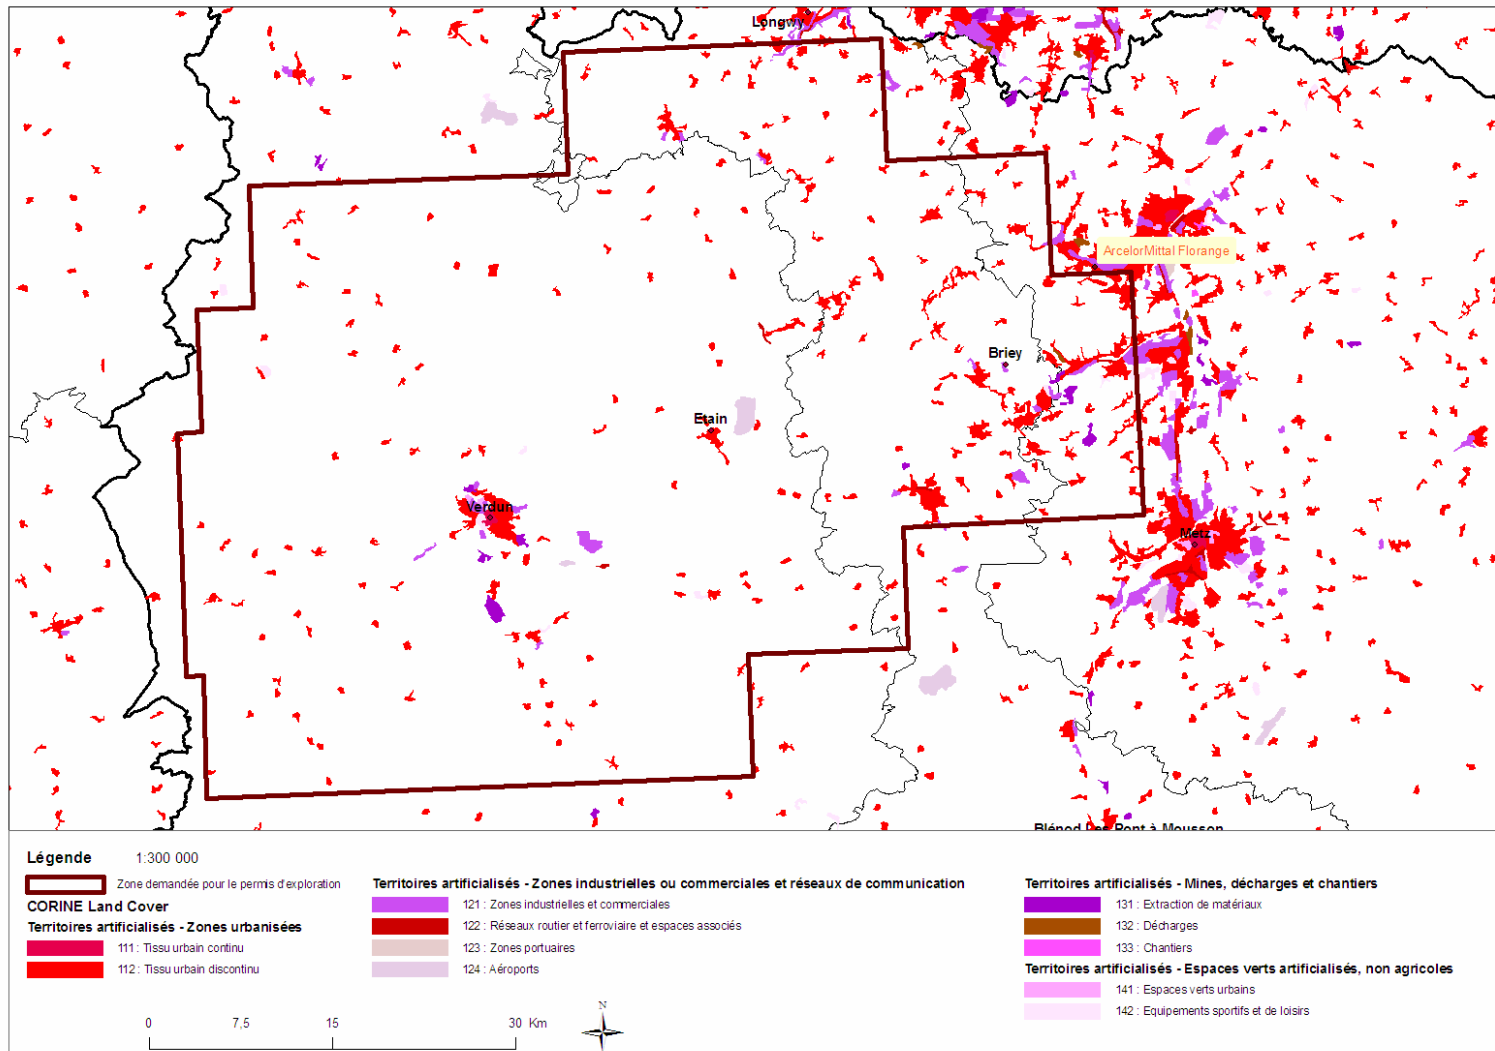 Longwy
ArcelorMittal Florange
Briey
Etain
Verdun
Metz
Blénod Les Pont à Mousson
Légende 1:300 000
Zone demandée pour le permis d'exploration
CORINE Land Cover
Territoires artificialisés - Zones urbanisées
111 : Tissu urbain continu
112 : Tissu urbain discontinu
Territoires artificialisés - Zones industrielles ou commerciales et réseaux de communication
121 : Zones industrielles et commerciales
122 : Réseaux routier et ferroviaire et espaces associés
123 : Zones portuaires
124 : Aéroports
Territoires artificialisés - Mines, décharges et chantiers
131 : Extraction de matériaux
132 : Décharges
133 : Chantiers
Territoires artificialisés - Espaces verts artificialisés, non agricoles
141 : Espaces verts urbains
142 : Equipements sportifs et de loisirs
0 7,5 15 30 Km
N